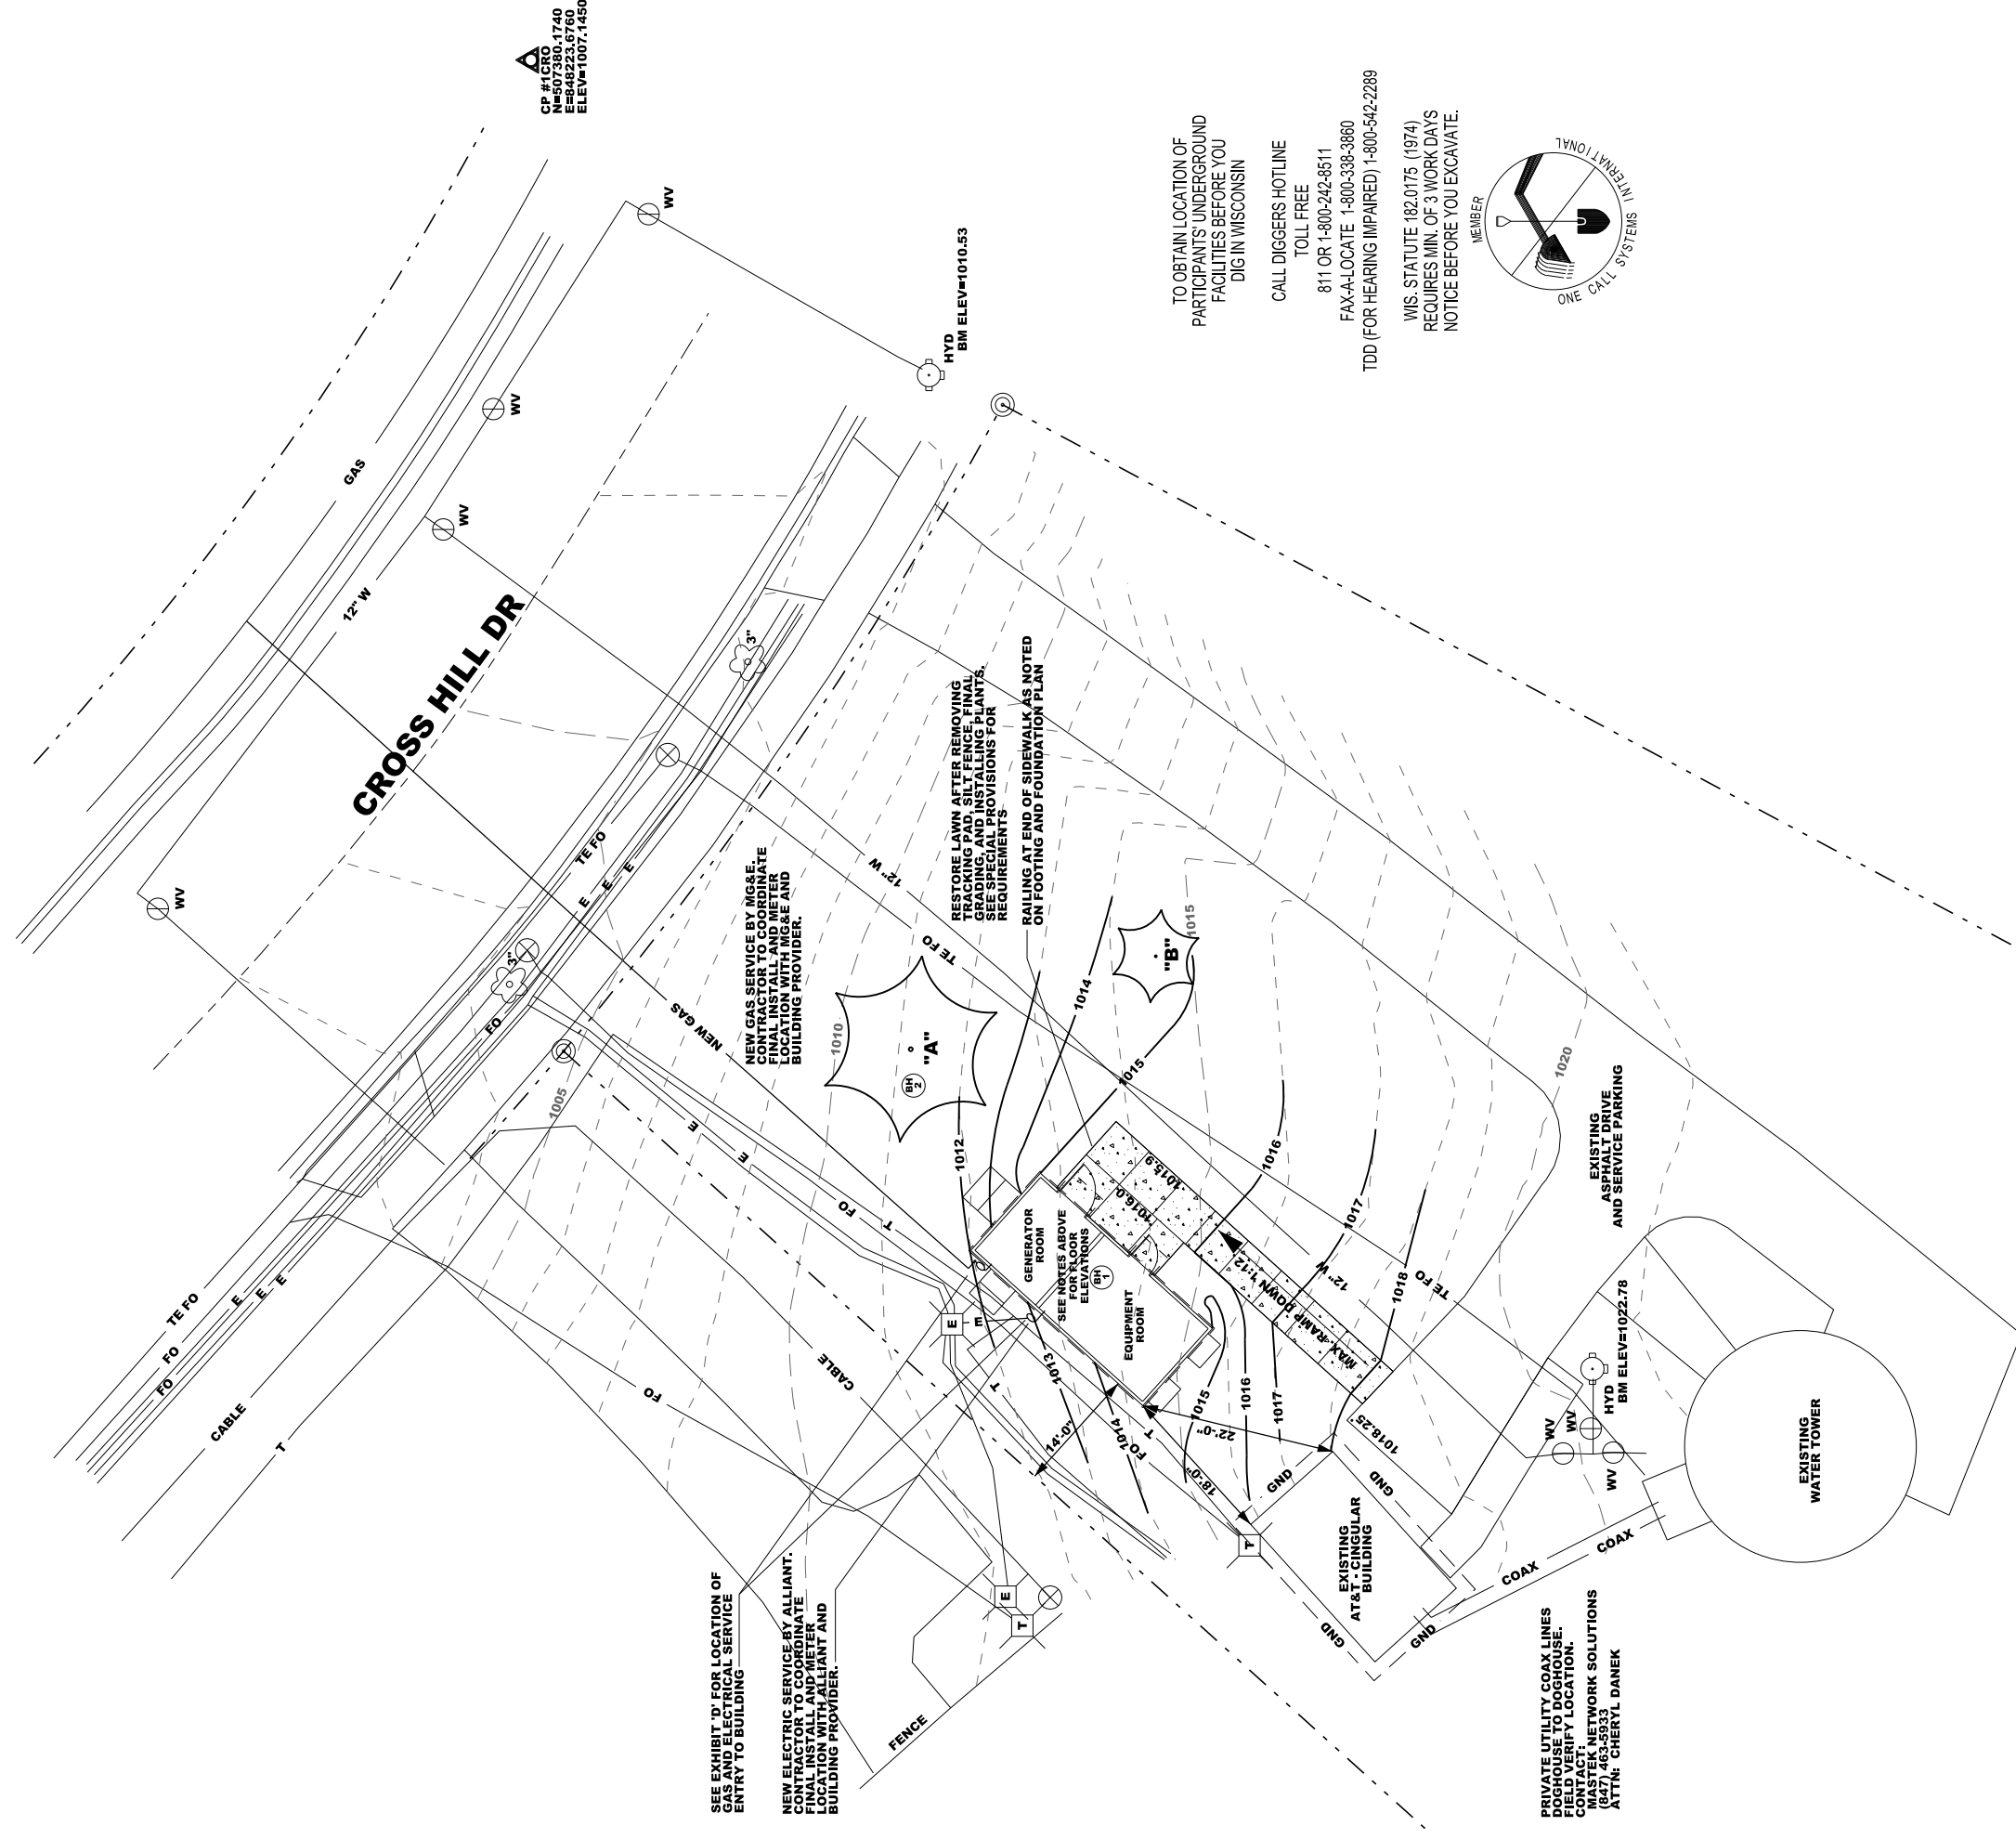 CP #1CRO
N=507380.1740
E=848223.6760
ELEV=1007.1450
GAS
WV
WV
WV
WV
12" W
CROSS HILL DR
HYD
BM ELEV=1010.53
TO OBTAIN LOCATION OF
PARTICIPANTS' UNDERGROUND
FACILITIES BEFORE YOU
DIG IN WISCONSIN
CALL DIGGERS HOTLINE
TOLL FREE
811 OR 1-800-242-8511
FAX-A-LOCATE 1-800-338-3860
TDD (FOR HEARING IMPAIRED) 1-800-542-2289
WIS. STATUTE 182.0175 (1974)
REQUIRES MIN. OF 3 WORK DAYS
NOTICE BEFORE YOU EXCAVATE.
MEMBER
ONE CALL SYSTEMS INTERNATIONAL
3"
3"
TE FO
E
E
E
FO
NEW GAS
NEW GAS SERVICE BY MG&E.
CONTRACTOR TO COORDINATE
FINAL INSTALL AND METER
LOCATION WITH MG&E AND
BUILDING PROVIDER.
RESTORE LAWN AFTER REMOVING
TRACKING PAD, SILT FENCE, FINAL
GRADING, AND INSTALLING PLANTS.
SEE SPECIAL PROVISIONS FOR
REQUIREMENTS
RAILING AT END OF SIDEWALK AS NOTED
ON FOOTING AND FOUNDATION PLAN
12" W
TE FO
1005
1010
1015
1020
BH
2
"A"
"B"
1012
1014
1015
1016
1017
1018
GENERATOR
ROOM
SEE NOTES ABOVE
FOR FLOOR
ELEVATIONS
BH
1
EQUIPMENT
ROOM
1015.9
1016.0
MAX. RAMP DOWN 1:12
1018.25'
12" W
TE FO
1013
1014
1015
1016
1017
14'-0"
18'-0"
22'-0"
E
E
FO
T
E
E
T
T
FO
TE FO
FO
FO
E
E
E
CABLE
T
FO
CABLE
T
E
T
FENCE
GND
GND
GND
GND
COAX
COAX
EXISTING
AT&T - CINGULAR
BUILDING
EXISTING
ASPHALT DRIVE
AND SERVICE PARKING
HYD
BM ELEV=1022.78
WV
WV
WV
EXISTING
WATER TOWER
SEE EXHIBIT 'D' FOR LOCATION OF
GAS AND ELECTRICAL SERVICE
ENTRY TO BUILDING
NEW ELECTRIC SERVICE BY ALLIANT.
CONTRACTOR TO COORDINATE
FINAL INSTALL AND METER
LOCATION WITH ALLIANT AND
BUILDING PROVIDER.
PRIVATE UTILITY COAX LINES
DOGHOUSE TO DOGHOUSE.
FIELD VERIFY LOCATION.
CONTACT:
MASTEK NETWORK SOLUTIONS
(847) 463-5933
ATTN: CHERYL DANEK